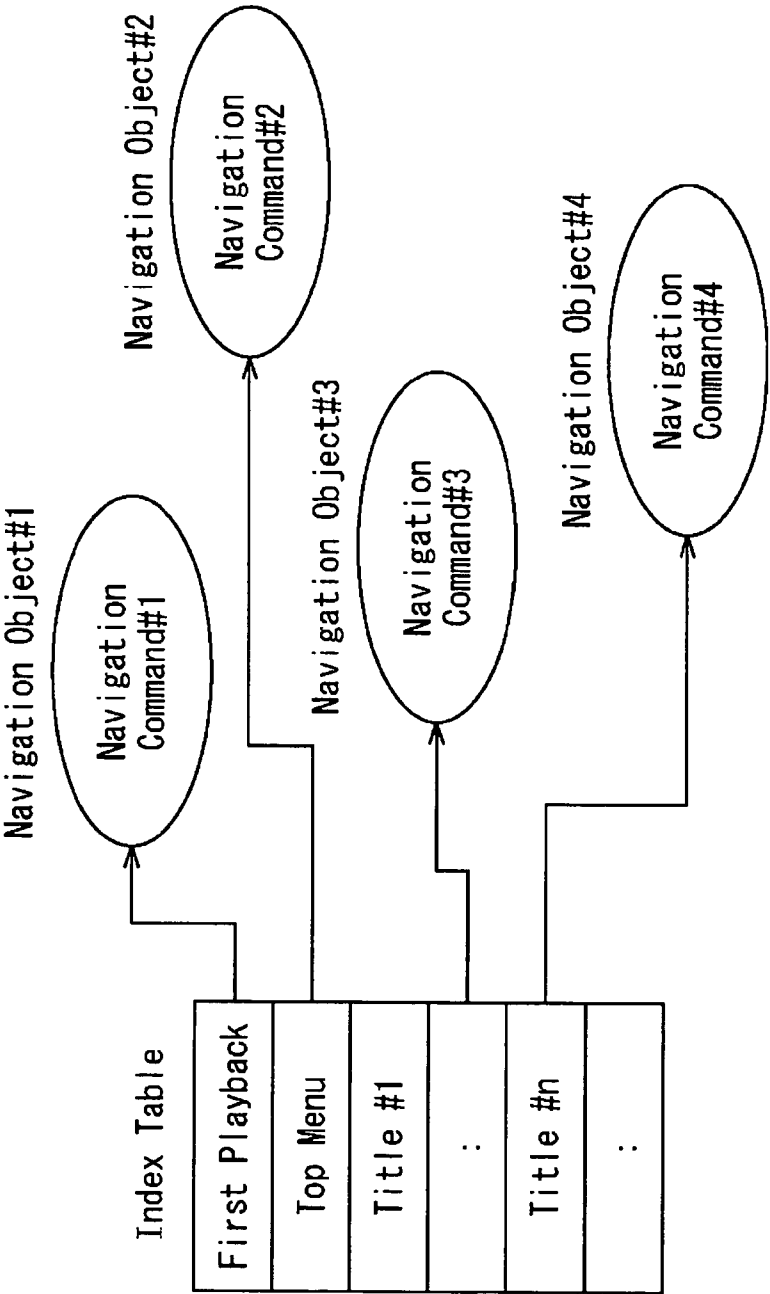 Index Table
First Playback
Top Menu
Title #1
:
Title #n
:
Navigation Object#1
Navigation
Command#1
Navigation Object#2
Navigation
Command#2
Navigation Object#3
Navigation
Command#3
Navigation Object#4
Navigation
Command#4